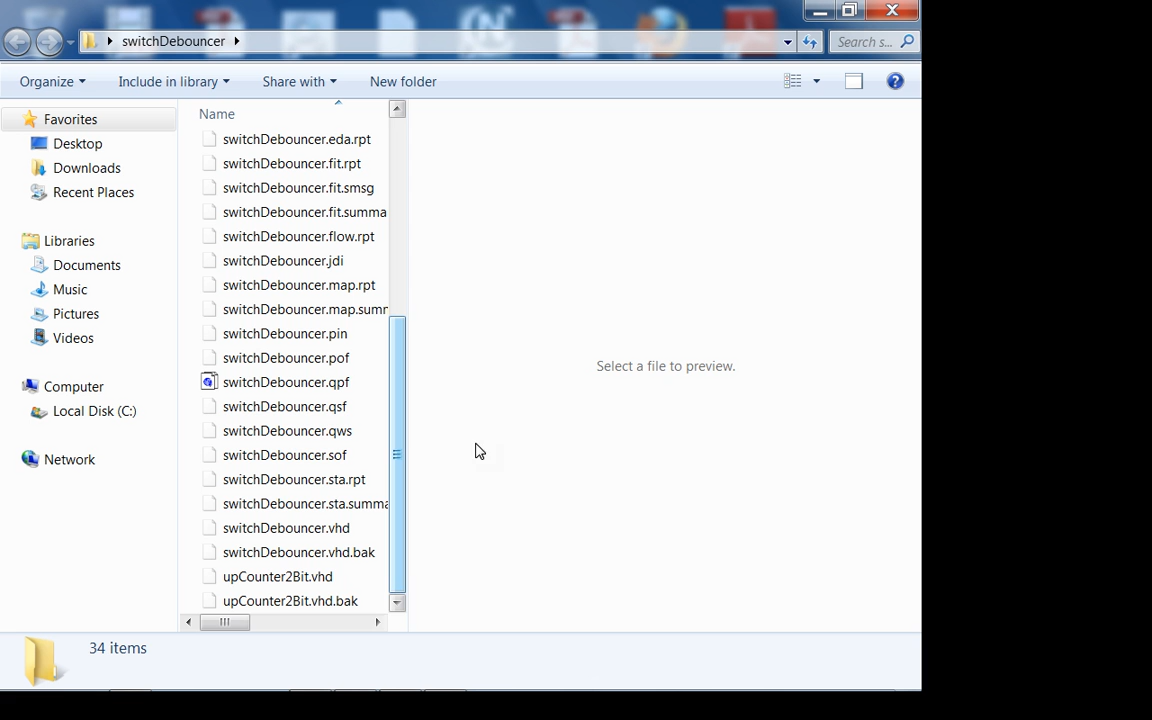 switchDebouncer
Search s...
Organize
Include in library
Share with
New folder
Favorites
Desktop
Downloads
Recent Places
Libraries
Documents
Music
Pictures
Videos
Computer
Local Disk (C:)
Network
Name
switchDebouncer.eda.rpt
switchDebouncer.fit.rpt
switchDebouncer.fit.smsg
switchDebouncer.fit.summa
switchDebouncer.flow.rpt
switchDebouncer.jdi
switchDebouncer.map.rpt
switchDebouncer.map.sumr
switchDebouncer.pin
switchDebouncer.pof
switchDebouncer.qpf
switchDebouncer.qsf
switchDebouncer.qws
switchDebouncer.sof
switchDebouncer.sta.rpt
switchDebouncer.sta.summa
switchDebouncer.vhd
switchDebouncer.vhd.bak
upCounter2Bit.vhd
upCounter2Bit.vhd.bak
Select a file to preview.
34 items